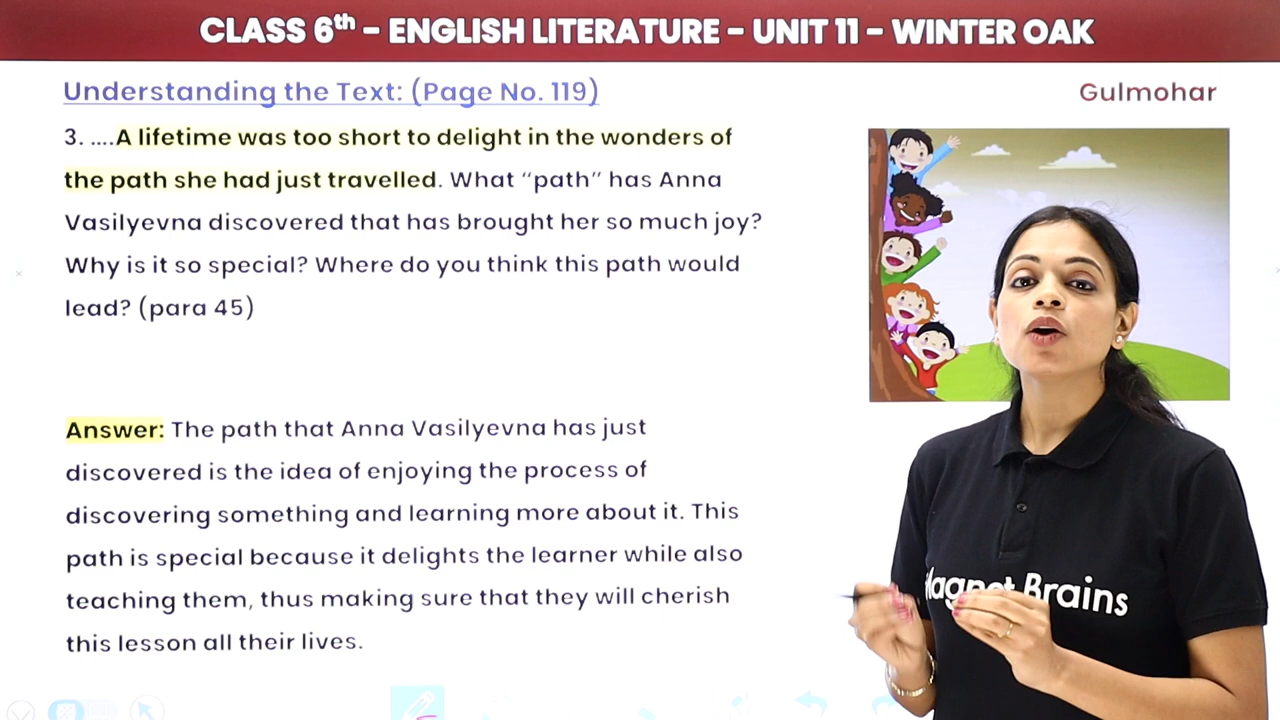 CLASS 6th - ENGLISH LITERATURE - UNIT 11 - WINTER OAK
Understanding the Text: (Page No. 119)
Gulmohar
3. ....A lifetime was too short to delight in the wonders of
the path she had just travelled. What “path” has Anna
Vasilyevna discovered that has brought her so much joy?
Why is it so special? Where do you think this path would
lead? (para 45)
Answer: The path that Anna Vasilyevna has just
discovered is the idea of enjoying the process of
discovering something and learning more about it. This
path is special because it delights the learner while also
teaching them, thus making sure that they will cherish
this lesson all their lives.
Magnet Brains